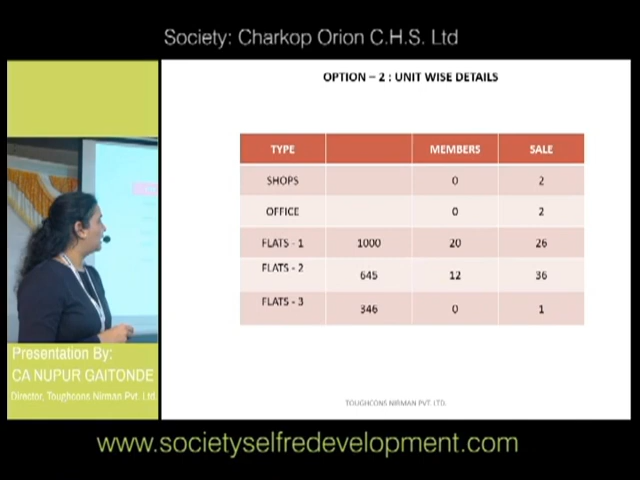 Society: Charkop Orion C.H.S. Ltd
OPTION – 2 : UNIT WISE DETAILS
TYPE MEMBERS SALE
SHOPS 0 2
OFFICE 0 2
FLATS - 1 1000 20 26
FLATS - 2 645 12 36
FLATS - 3 346 0 1
TOUGHCONS NIRMAN PVT. LTD.
Presentation By:
CA NUPUR GAITONDE
Director, Toughcons Nirman Pvt. Ltd
www.societyselfredevelopment.com